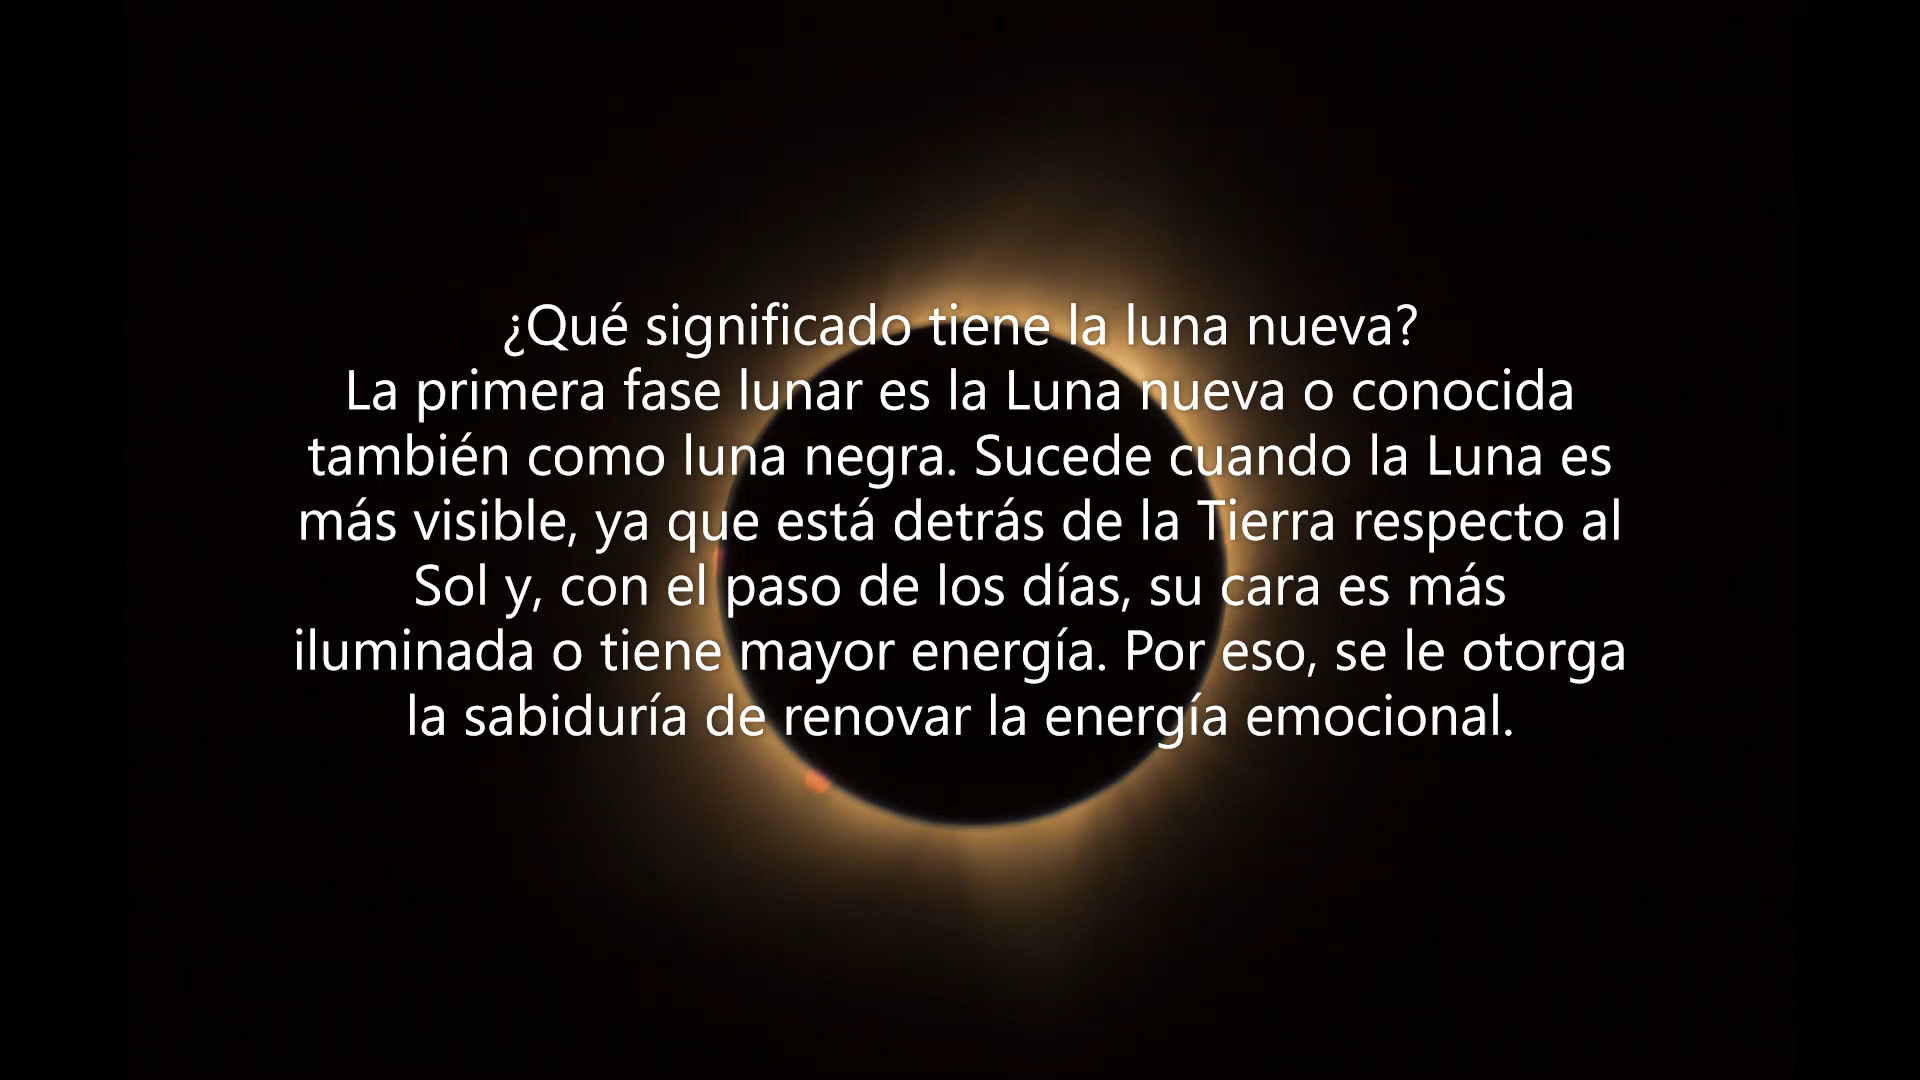 ¿Qué significado tiene la luna nueva?
La primera fase lunar es la Luna nueva o conocida
también como luna negra. Sucede cuando la Luna es
más visible, ya que está detrás de la Tierra respecto al
Sol y, con el paso de los días, su cara es más
iluminada o tiene mayor energía. Por eso, se le otorga
la sabiduría de renovar la energía emocional.